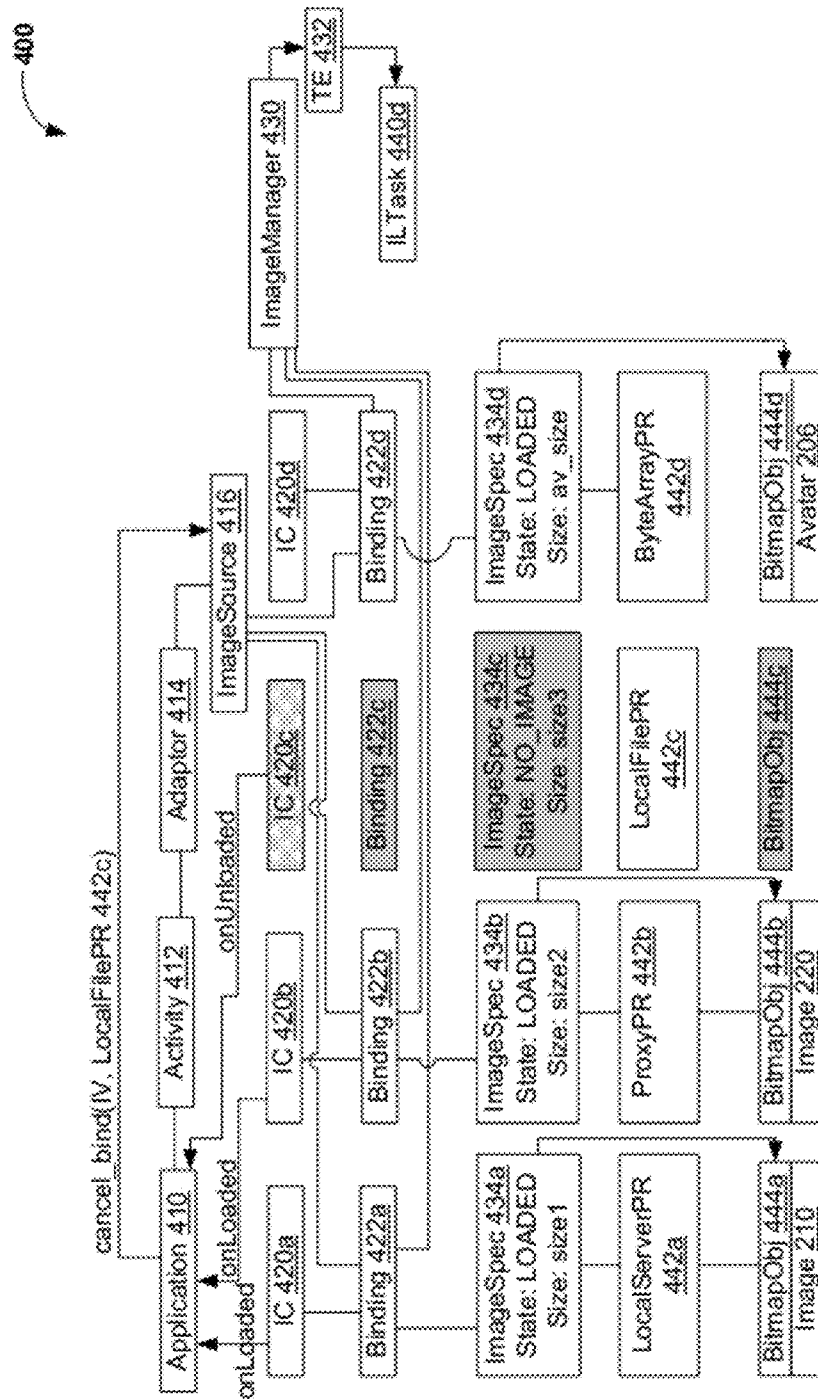 400
cancel_bind(IV, LocalFilePR 442c)
Application 410
Activity 412
Adaptor 414
ImageSource 416
ImageManager 430
TE 432
ILTask 440d
onLoaded
onLoaded
onUnloaded
IC 420a
IC 420b
IC 420c
IC 420d
Binding 422a
Binding 422b
Binding 422c
Binding 422d
ImageSpec 434a
State: LOADED
Size: size1
ImageSpec 434b
State: LOADED
Size: size2
ImageSpec 434c
State: NO_IMAGE
Size: size3
ImageSpec 434d
State: LOADED
Size: av_size
LocalServerPR
442a
ProxyPR 442b
LocalFilePR
442c
ByteArrayPR
442d
BitmapObj 444a
Image 210
BitmapObj 444b
Image 220
BitmapObj 444c
BitmapObj 444d
Avatar 206